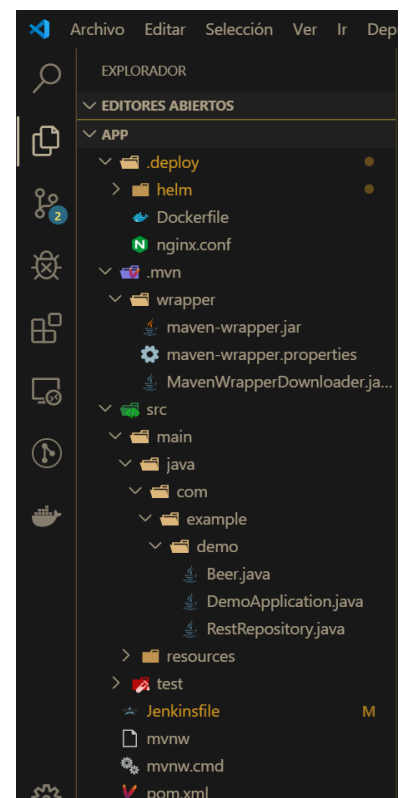 Archivo Editar Selección Ver Ir Dep
EXPLORADOR
EDITORES ABIERTOS
APP
.deploy
helm
Dockerfile
nginx.conf
.mvn
wrapper
maven-wrapper.jar
maven-wrapper.properties
MavenWrapperDownloader.ja...
src
main
java
com
example
demo
Beer.java
DemoApplication.java
RestRepository.java
resources
test
Jenkinsfile M
mvnw
mvnw.cmd
pom.xml
2